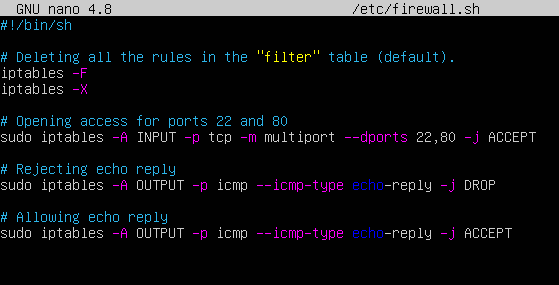 GNU nano 4.8 /etc/firewall.sh
#!/bin/sh
# Deleting all the rules in the "filter" table (default).
iptables -F
iptables -X
# Opening access for ports 22 and 80
sudo iptables -A INPUT -p tcp -m multiport --dports 22,80 -j ACCEPT
# Rejecting echo reply
sudo iptables -A OUTPUT -p icmp --icmp-type echo-reply -j DROP
# Allowing echo reply
sudo iptables -A OUTPUT -p icmp --icmp-type echo-reply -j ACCEPT